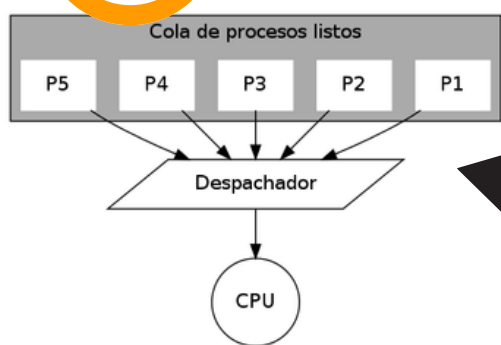 Cola de procesos listos
P5 P4 P3 P2 P1
Despachador
CPU